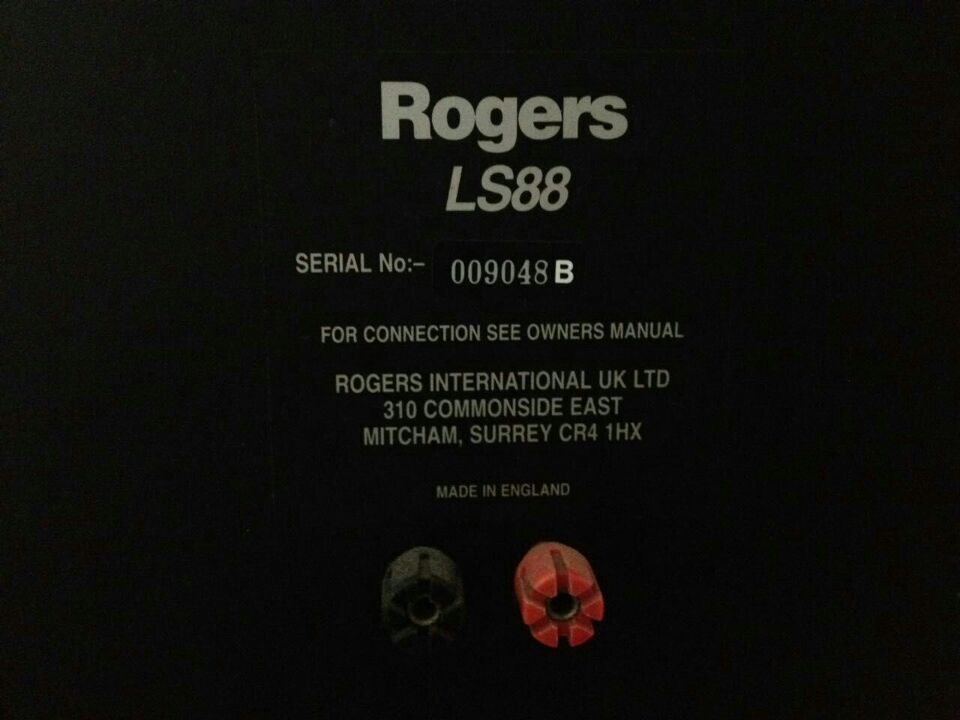 Rogers
LS88
SERIAL No:- 009048 B
FOR CONNECTION SEE OWNERS MANUAL
ROGERS INTERNATIONAL UK LTD
310 COMMONSIDE EAST
MITCHAM, SURREY CR4 1HX
MADE IN ENGLAND